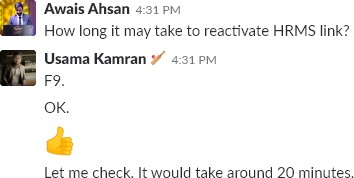 Awais Ahsan 4:31 PM
How long it may take to reactivate HRMS link?
Usama Kamran 4:31 PM
F9.
OK.
👍
Let me check. It would take around 20 minutes.